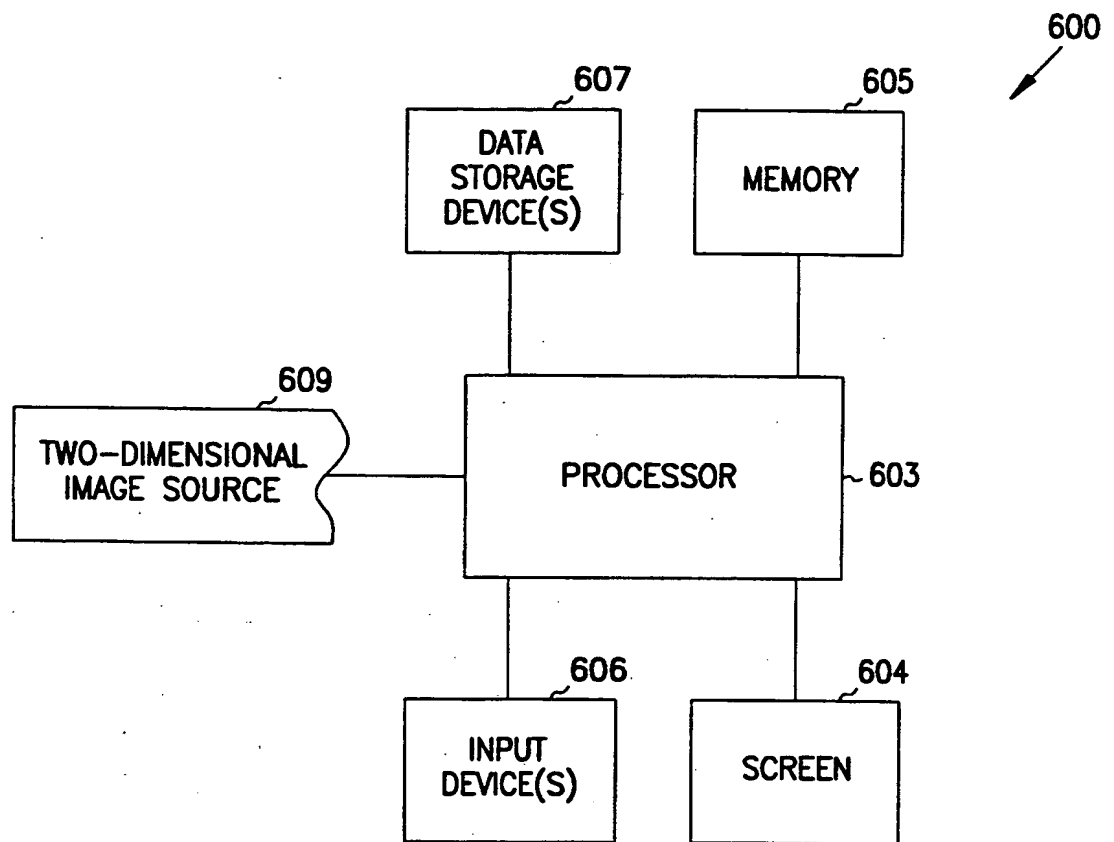 600
607
605
DATA
STORAGE
DEVICE(S)
MEMORY
609
TWO-DIMENSIONAL
IMAGE SOURCE
PROCESSOR
603
606
604
INPUT
DEVICE(S)
SCREEN